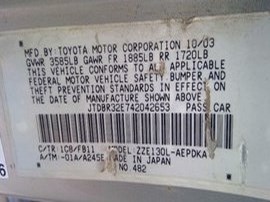 MFD. BY: TOYOTA MOTOR CORPORATION 10/03
GVWR 3585LB GAWR FR 1885LB RR 1720LB
THIS VEHICLE CONFORMS TO ALL APPLICABLE
FEDERAL MOTOR VEHICLE SAFETY BUMPER, AND
THEFT PREVENTION STANDARDS IN EFFECT ON
THE DATE OF MANUFACTURE SHOWN ABOVE.
JTDBR32E742042653 PASS.CAR
C/TR: 1C8/FB11 MODEL ZZE130L-AEPDKA
A/TM: -01A/A245E MADE IN JAPAN
NO 482
6